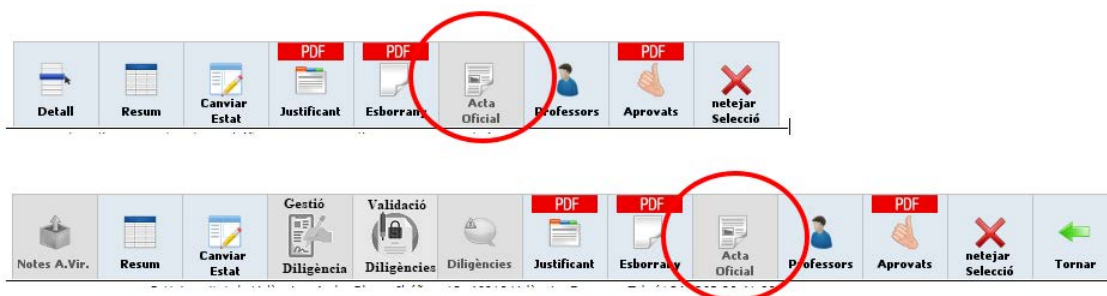 PDF PDF PDF
Detall Resum Canviar Estat Justificant Esborrany Acta Oficial Professors Aprovats netejar Selecció
Gestió Validació PDF PDF PDF
Notes A.Vir. Resum Canviar Estat Diligència Diligències Diligències Justificant Esborrany Acta Oficial Professors Aprovats netejar Selecció Tornar